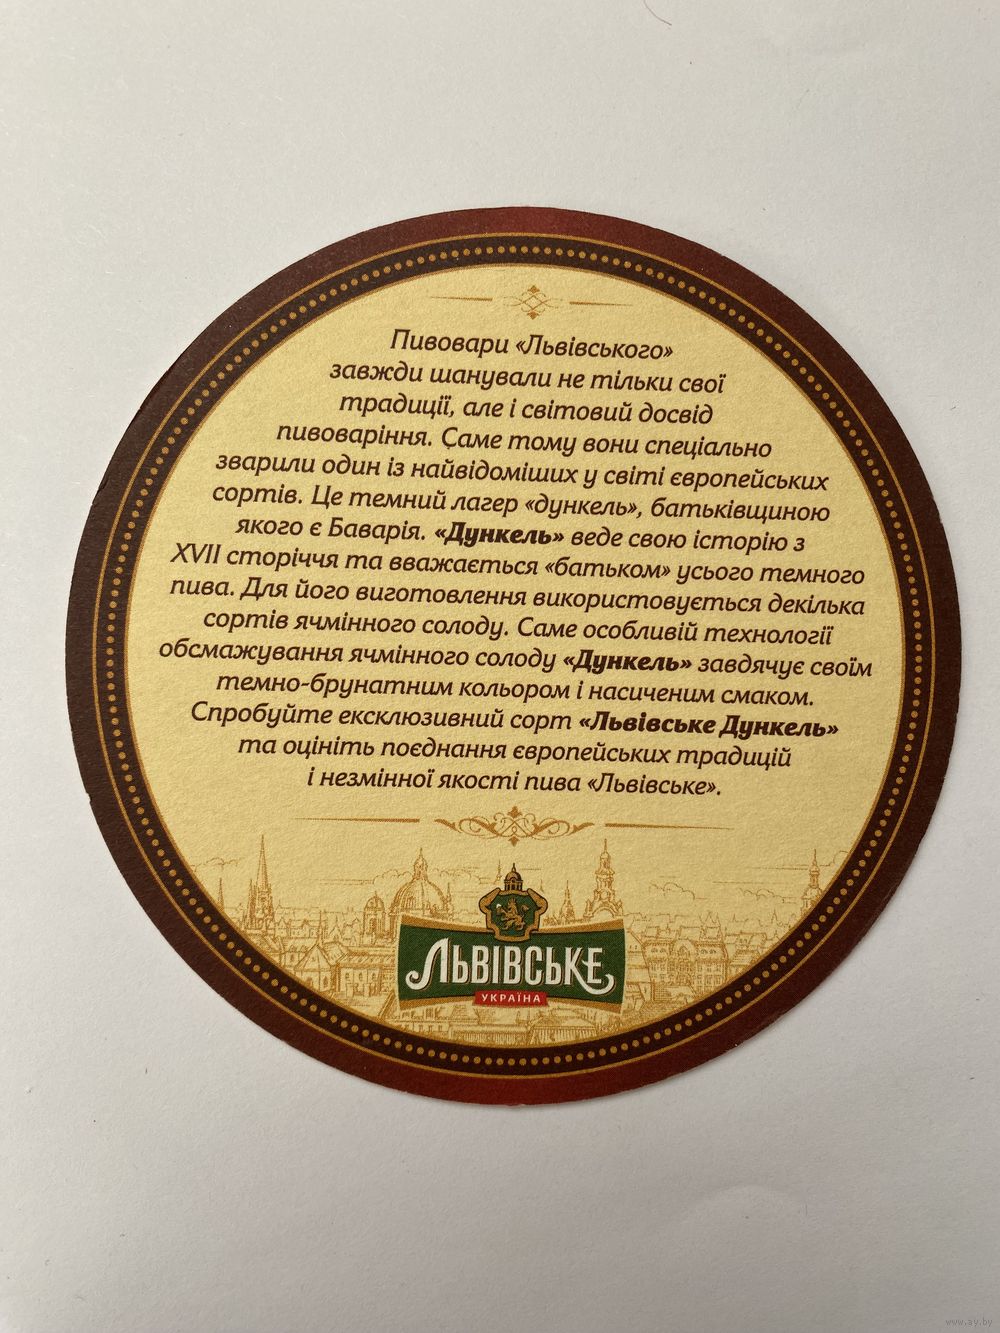 Пивовари «Львівського»
завжди шанували не тільки свої
традиції, але і світовий досвід
пивоваріння. Саме тому вони спеціально
зварили один із найвідоміших у світі європейських
сортів. Це темний лагер «дункель», батьківщиною
якого є Баварія. «Дункель» веде свою історію з
XVII сторіччя та вважається «батьком» усього темного
пива. Для його виготовлення використовується декілька
сортів ячмінного солоду. Саме особливій технології
обсмажування ячмінного солоду «Дункель» завдячує своїм
темно-брунатним кольором і насиченим смаком.
Спробуйте ексклюзивний сорт «Львівське Дункель»
та оцініть поєднання європейських традицій
і незмінної якості пива «Львівське».
ЛЬВІВСЬКЕ
УКРАЇНА
www.ay.by